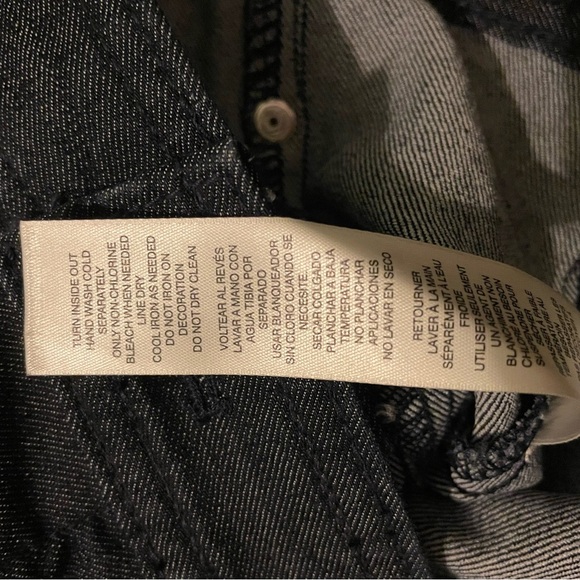 TURN INSIDE OUT
HAND WASH COLD
SEPARATELY
ONLY NON-CHLORINE
BLEACH WHEN NEEDED
LINE DRY
COOL IRON AS NEEDED
DO NOT IRON ON
DECORATION
DO NOT DRY CLEAN
VOLTEAR AL REVÉS
LAVAR A MANO CON
AGUA TIBIA POR
SEPARADO
USAR BLANQUEADOR
SIN CLORO CUANDO SE
NECESITE
SECAR COLGADO
PLANCHAR A BAJA
TEMPERATURA
NO PLANCHAR
APLICACIONES
NO LAVAR EN SECO
RETOURNER
LAVER À LA MAIN
SÉPARÉMENT À L'EAU
FROIDE
UTILISER
UN
BLANC